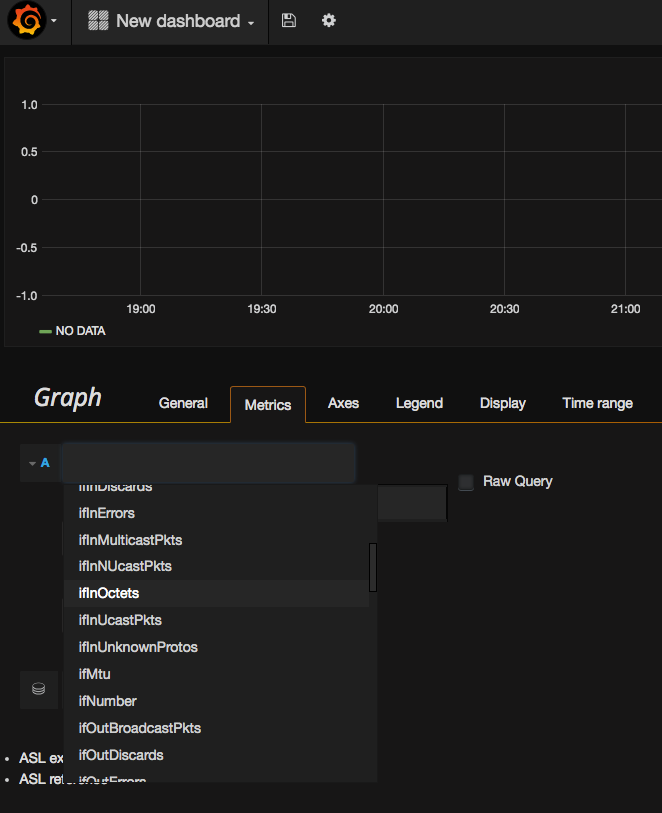 New dashboard
1.0
0.5
0
-0.5
-1.0
19:00 19:30 20:00 20:30 21:00
NO DATA
Graph General Metrics Axes Legend Display Time range
A
Raw Query
ifInDiscards
ifInErrors
ifInMulticastPkts
ifInNUcastPkts
ifInOctets
ifInUcastPkts
ifInUnknownProtos
ifMtu
ifNumber
ifOutBroadcastPkts
ifOutDiscards
ifOutErrors
ASL ex
ASL